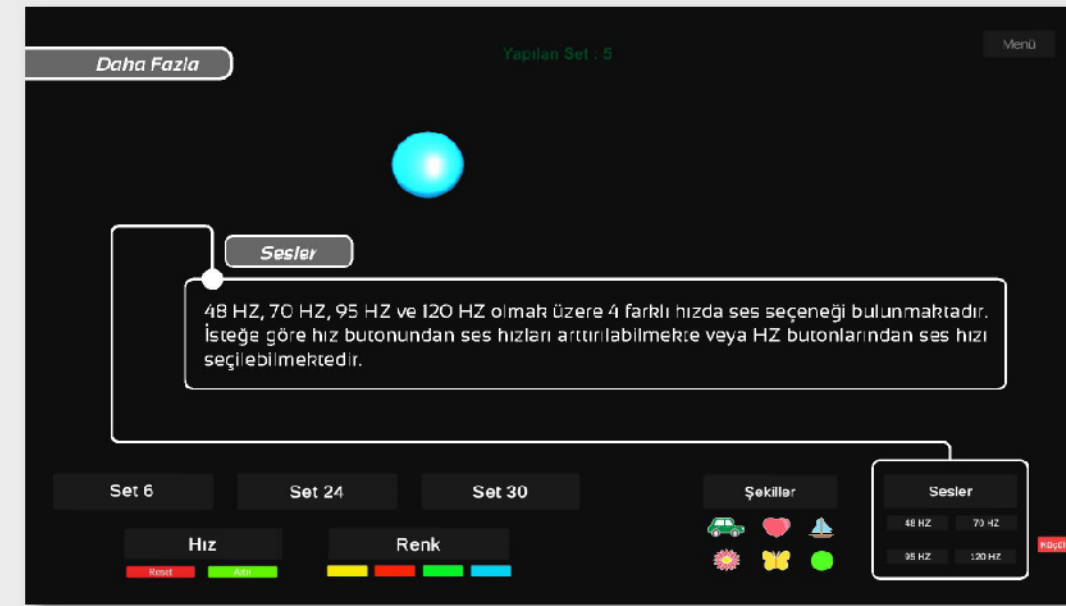 Daha Fazla
Yapılan Set : 5
Menü
Sesler
48 HZ, 70 HZ, 95 HZ ve 120 HZ olmak üzere 4 farklı hızda ses seçeneği bulunmaktadır.
İsteğe göre hız butonundan ses hızları arttırılabilmekte veya HZ butonlarından ses hızı
seçilebilmektedir.
Set 6
Set 24
Set 30
Şekiller
Sesler
48 HZ
70 HZ
Hız
Renk
95 HZ
120 HZ
Reset